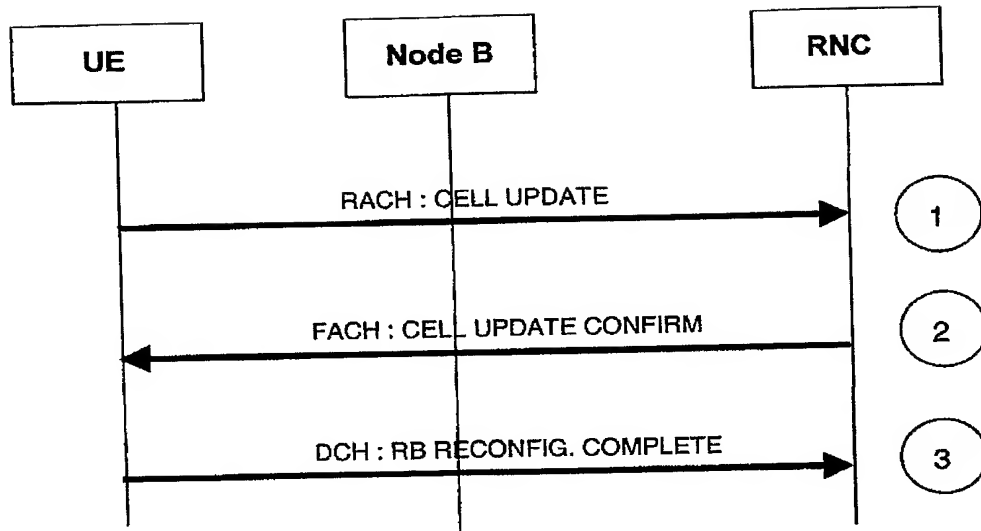 UE
Node B
RNC
RACH : CELL UPDATE
1
FACH : CELL UPDATE CONFIRM
2
DCH : RB RECONFIG. COMPLETE
3